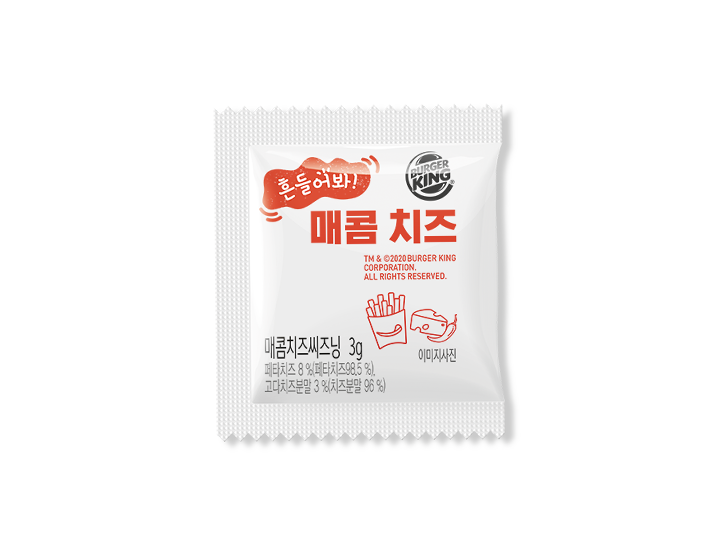 흔들어봐!
BURGER
KING®
매콤 치즈
TM & ©2020 BURGER KING
CORPORATION.
ALL RIGHTS RESERVED.
매콤치즈씨즈닝 3g
이미지사진
페타치즈 8 %(페타치즈98.5 %),
고다치즈분말 3 %(치즈분말 96 %)